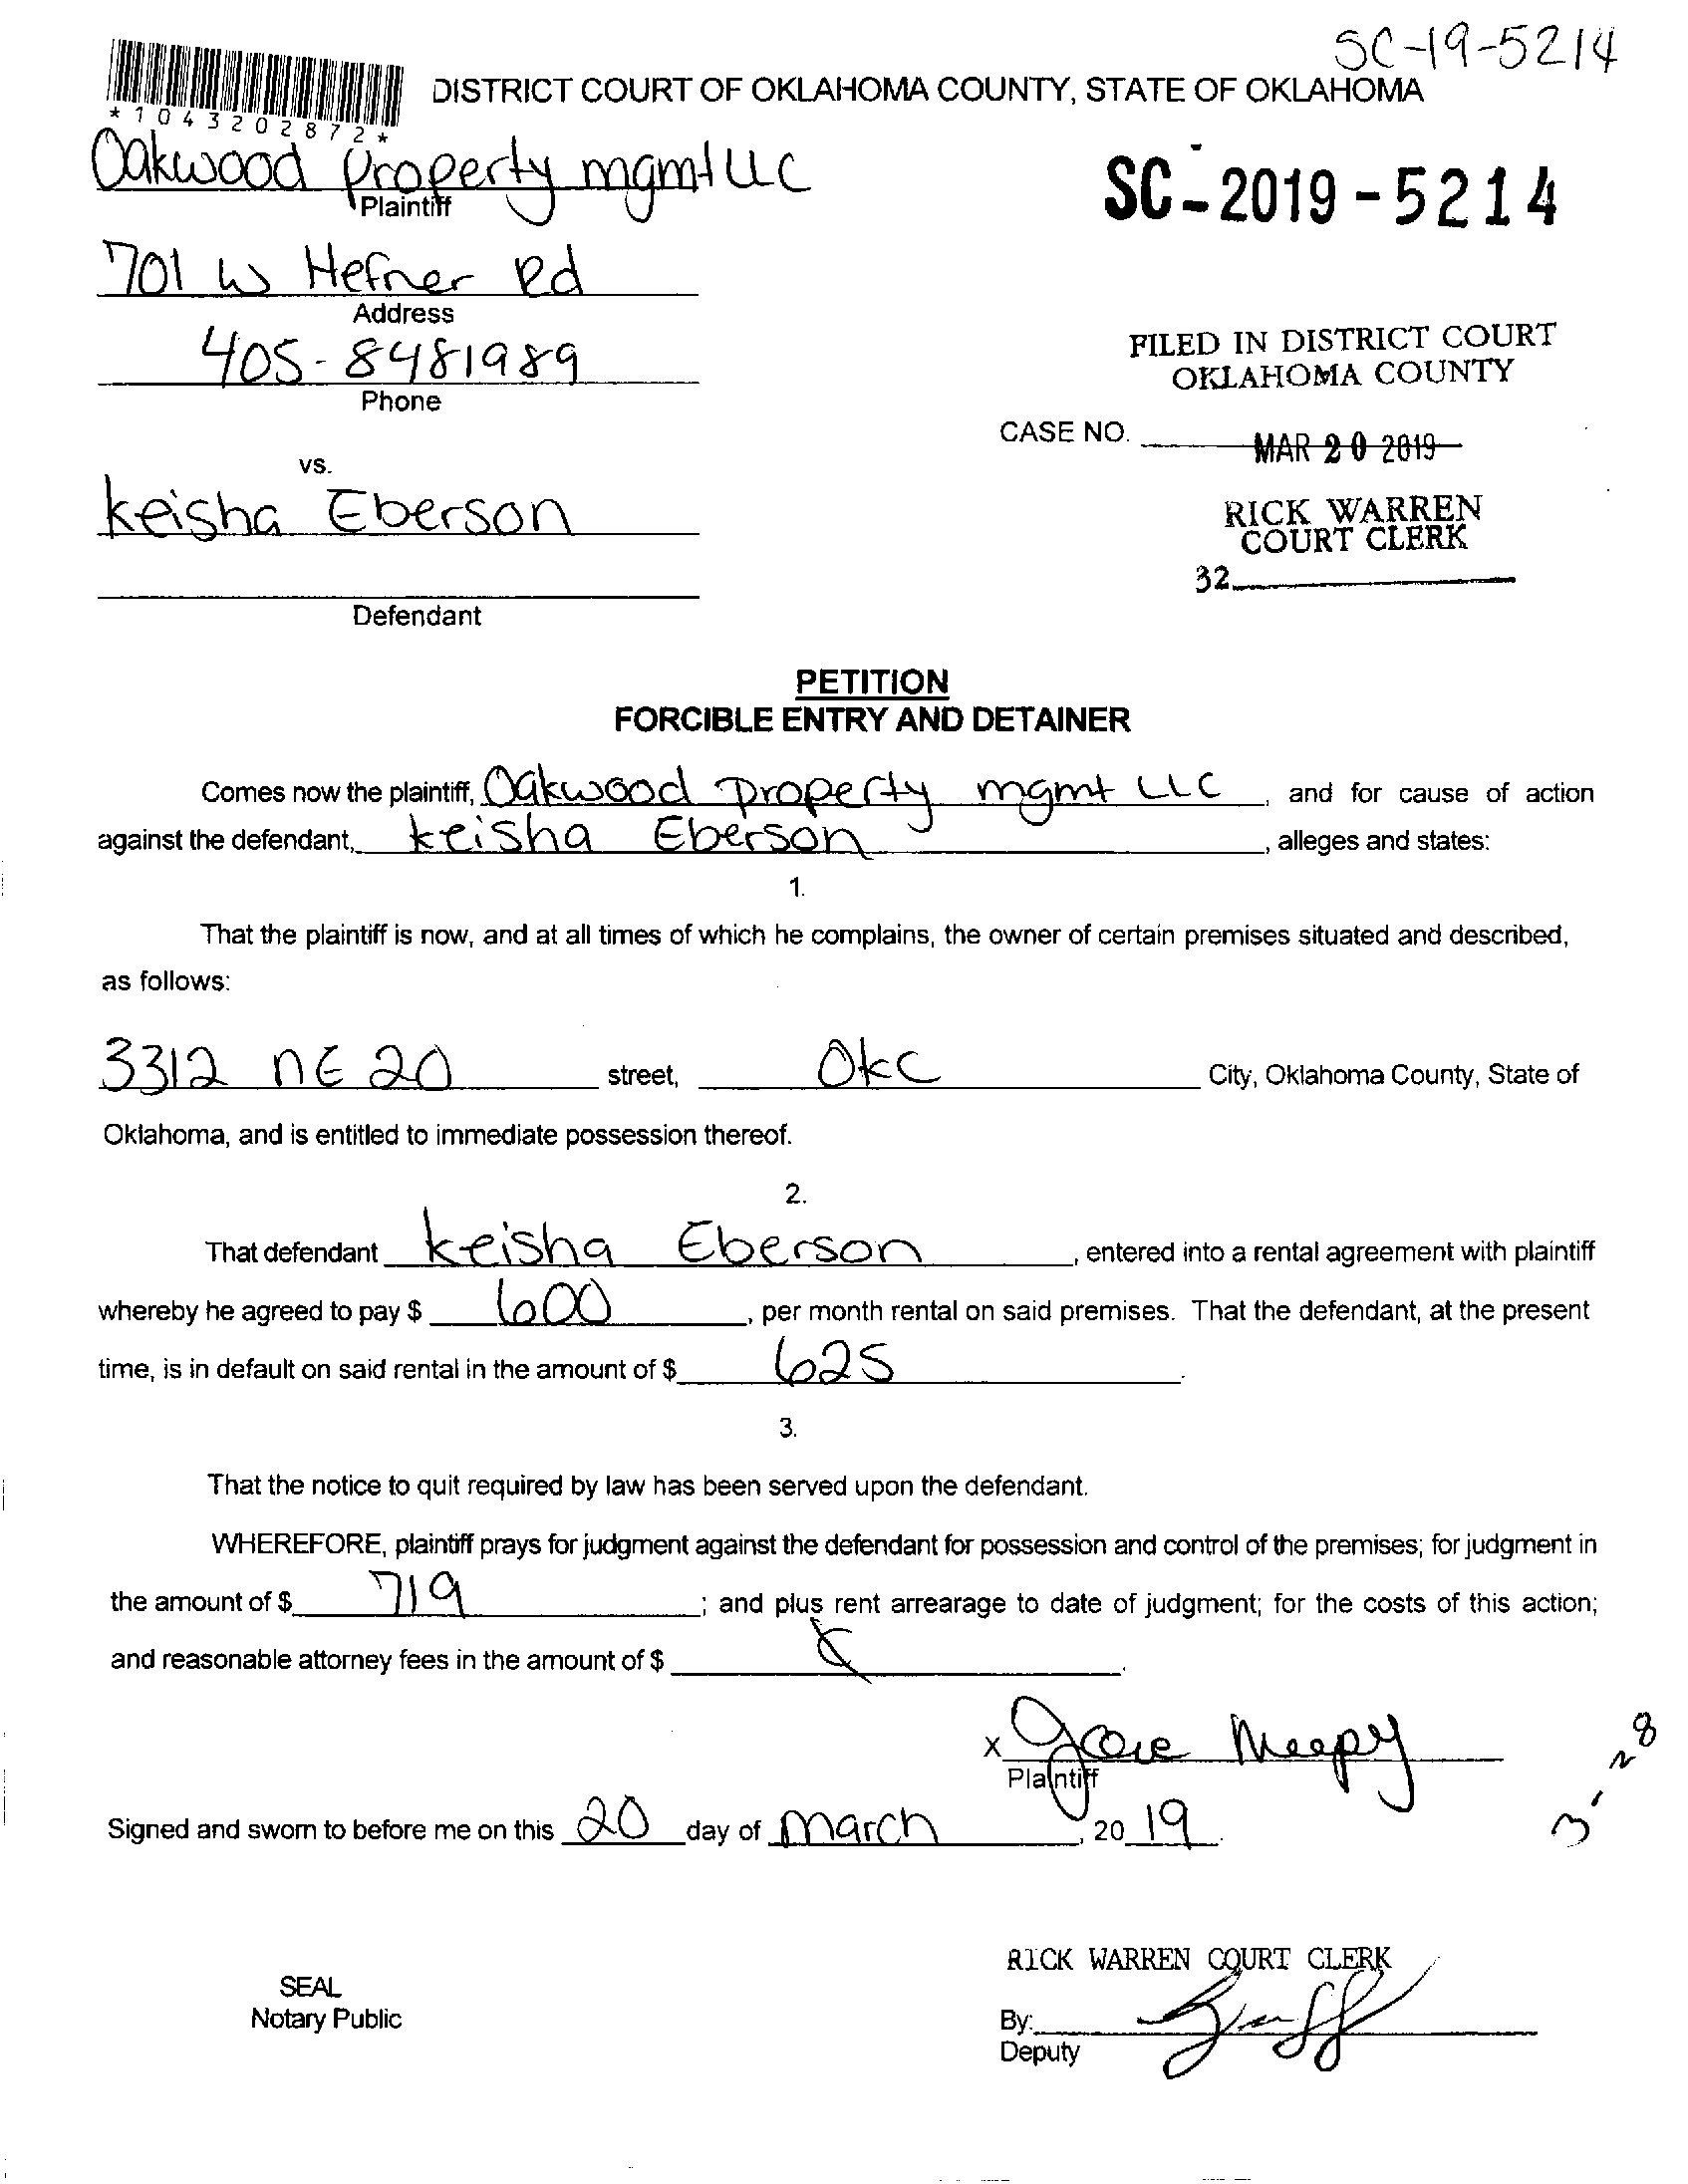 SC-19-5214
DISTRICT COURT OF OKLAHOMA COUNTY, STATE OF OKLAHOMA
*1043202872*
Oakwood Property mgmt LLC
Plaintiff
SC-2019-5214
701 W Hefner Rd
Address
405-8481989
Phone
FILED IN DISTRICT COURT
OKLAHOMA COUNTY
CASE NO. MAR 20 2019
vs.
Keisha Eberson
RICK WARREN
COURT CLERK
32
Defendant
PETITION
FORCIBLE ENTRY AND DETAINER
Comes now the plaintiff, Oakwood Property mgmt LLC, and for cause of action
against the defendant, Keisha Eberson, alleges and states:
1.
That the plaintiff is now, and at all times of which he complains, the owner of certain premises situated and described,
as follows:
3312 NE 20 street, OKC City, Oklahoma County, State of
Oklahoma, and is entitled to immediate possession thereof.
2.
That defendant Keisha Eberson, entered into a rental agreement with plaintiff
whereby he agreed to pay $ 600, per month rental on said premises. That the defendant, at the present
time, is in default on said rental in the amount of $ 625.
3.
That the notice to quit required by law has been served upon the defendant.
WHEREFORE, plaintiff prays for judgment against the defendant for possession and control of the premises; for judgment in
the amount of $ 719; and plus rent arrearage to date of judgment; for the costs of this action;
and reasonable attorney fees in the amount of $
X
Plaintiff
3-28
Signed and sworn to before me on this 20 day of March, 20 19.
RICK WARREN COURT CLERK
SEAL
Notary Public
By:
Deputy